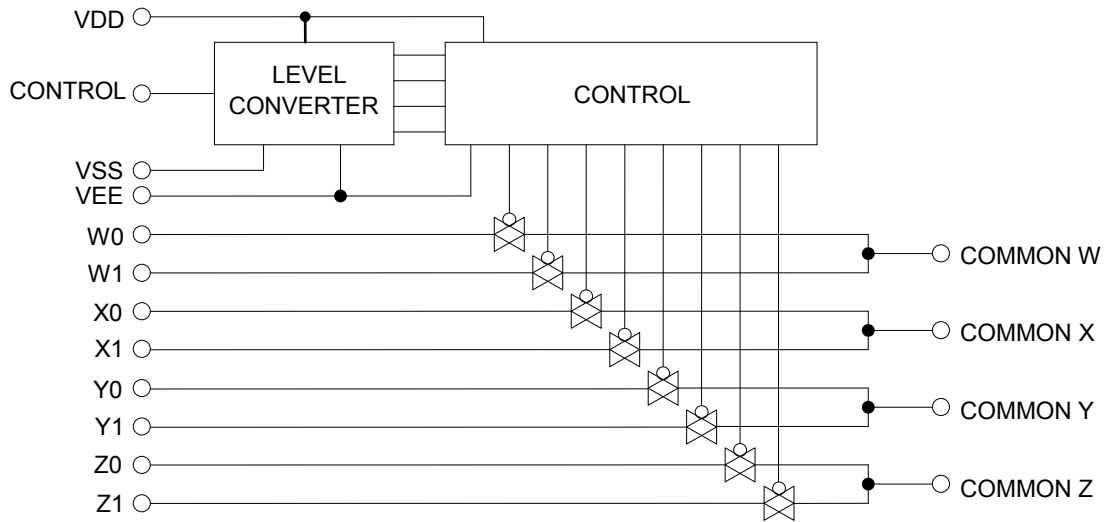 VDD
CONTROL
LEVEL
CONVERTER
CONTROL
VSS
VEE
W0
W1
COMMON W
X0
X1
COMMON X
Y0
Y1
COMMON Y
Z0
Z1
COMMON Z